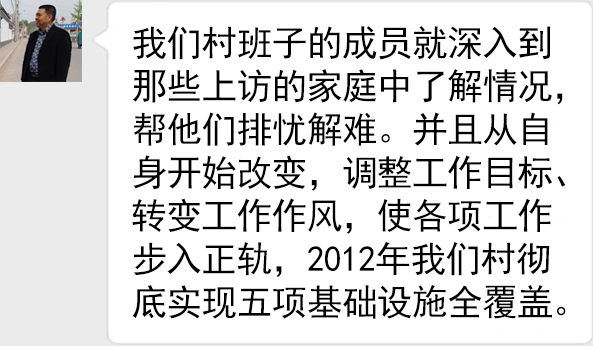 我们村班子的成员就深入到
那些上访的家庭中了解情况，
帮他们排忧解难。并且从自
身开始改变，调整工作目标、
转变工作作风，使各项工作
步入正轨，2012年我们村彻
底实现五项基础设施全覆盖。